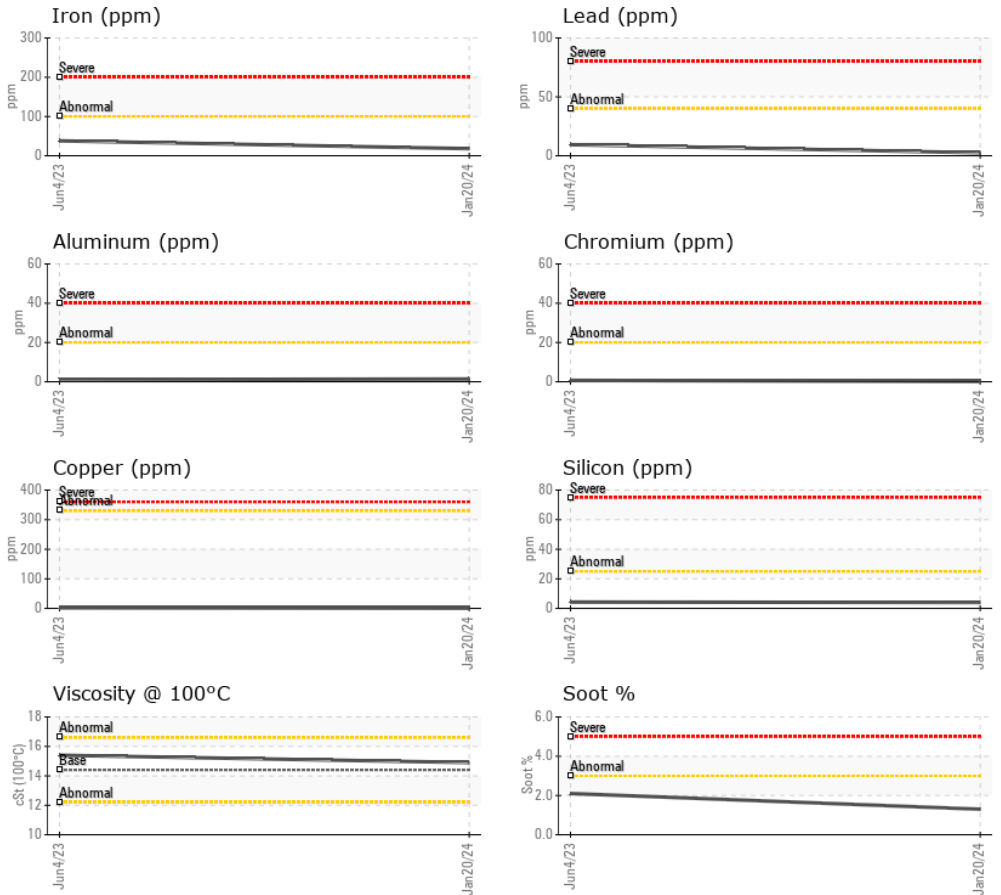 Iron (ppm)
300
200
100
0
ppm
Severe
Abnormal
Jun4/23
Jan20/24
Lead (ppm)
100
50
0
ppm
Severe
Abnormal
Jun4/23
Jan20/24
Aluminum (ppm)
60
40
20
0
ppm
Severe
Abnormal
Jun4/23
Jan20/24
Chromium (ppm)
60
40
20
0
ppm
Severe
Abnormal
Jun4/23
Jan20/24
Copper (ppm)
400
300
200
100
0
ppm
Severe
Abnormal
Jun4/23
Jan20/24
Silicon (ppm)
80
60
40
20
0
ppm
Severe
Abnormal
Jun4/23
Jan20/24
Viscosity @ 100°C
18
16
14
12
10
cSt (100°C)
Abnormal
Base
Abnormal
Jun4/23
Jan20/24
Soot %
6.0
4.0
2.0
0.0
Soot %
Severe
Abnormal
Jun4/23
Jan20/24